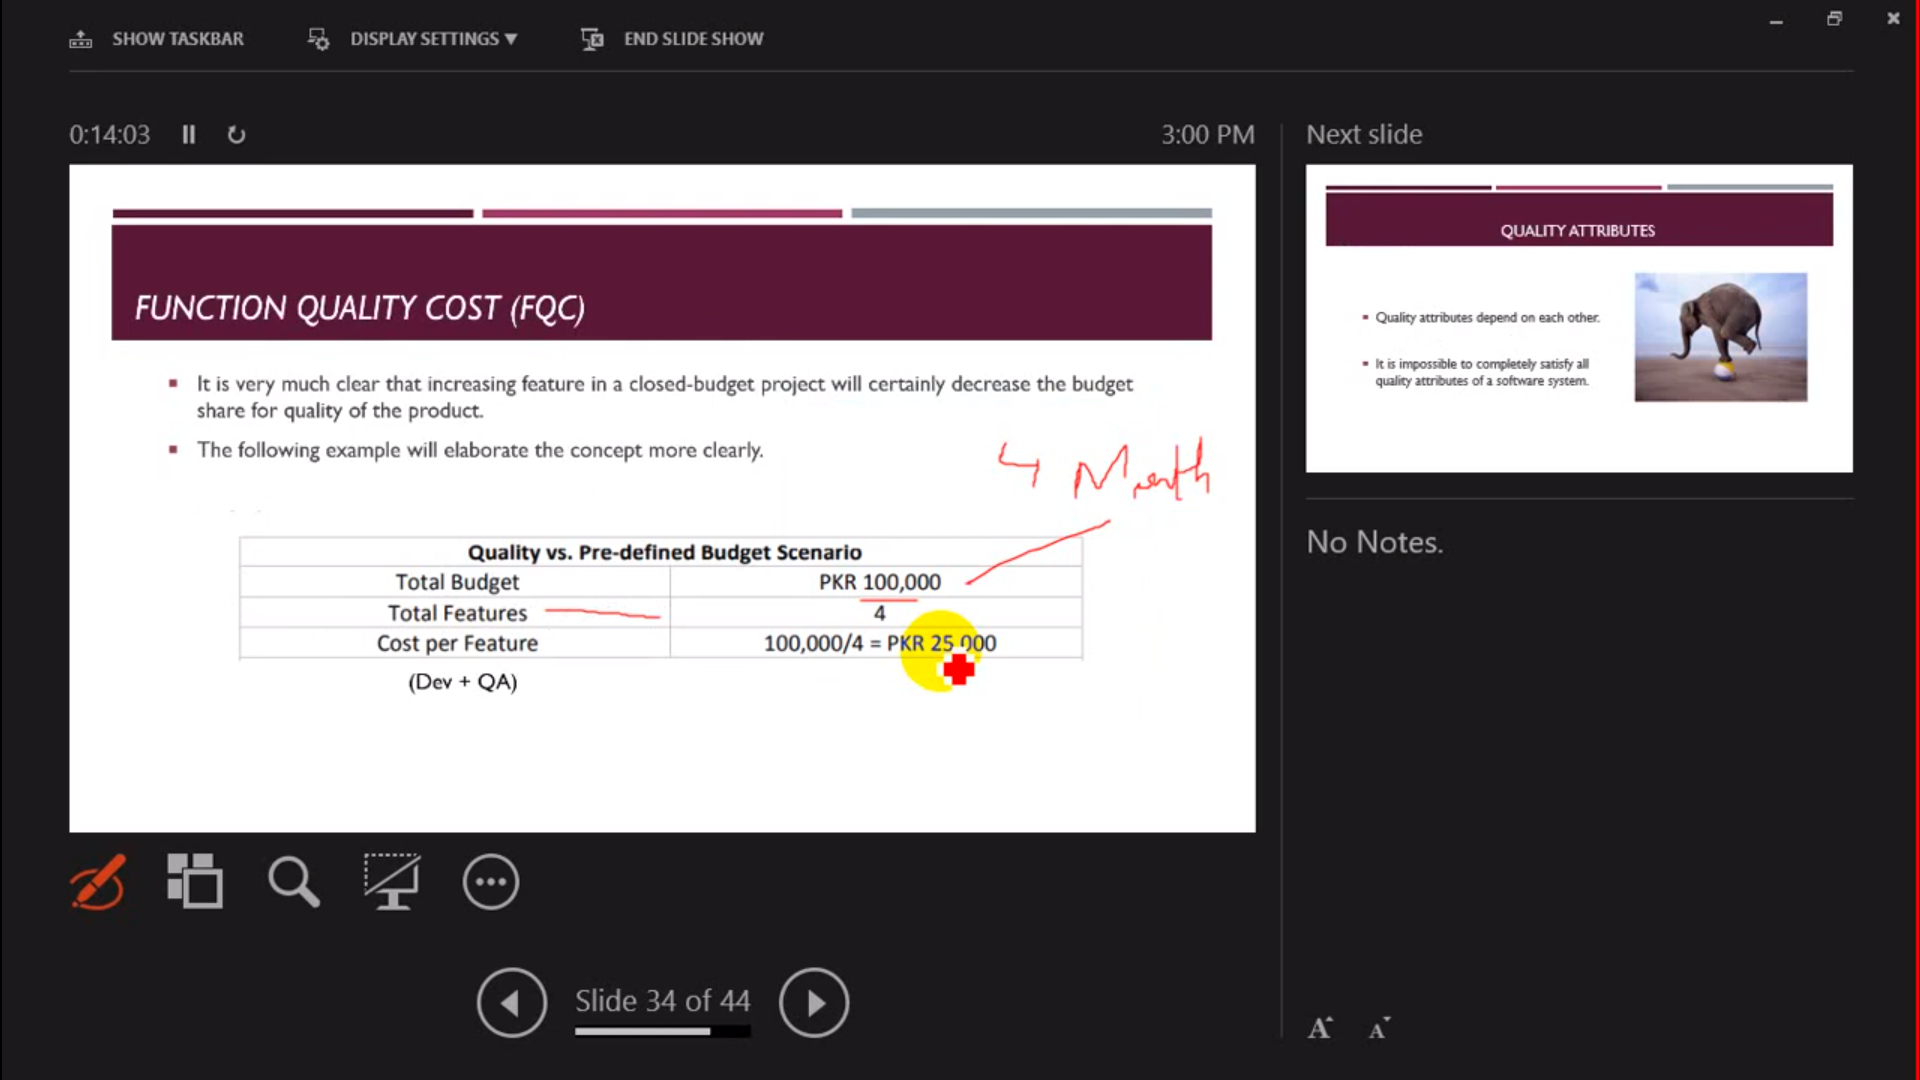 SHOW TASKBAR
DISPLAY SETTINGS ▼
END SLIDE SHOW
0:14:03
3:00 PM
FUNCTION QUALITY COST (FQC)
▪ It is very much clear that increasing feature in a closed-budget project will certainly decrease the budget
share for quality of the product.
▪ The following example will elaborate the concept more clearly.
4 Month
Quality vs. Pre-defined Budget Scenario
Total Budget PKR 100,000
Total Features 4
Cost per Feature 100,000/4 = PKR 25,000
(Dev + QA)
Slide 34 of 44
Next slide
QUALITY ATTRIBUTES
▪ Quality attributes depend on each other.
▪ It is impossible to completely satisfy all
quality attributes of a software system.
No Notes.
A A